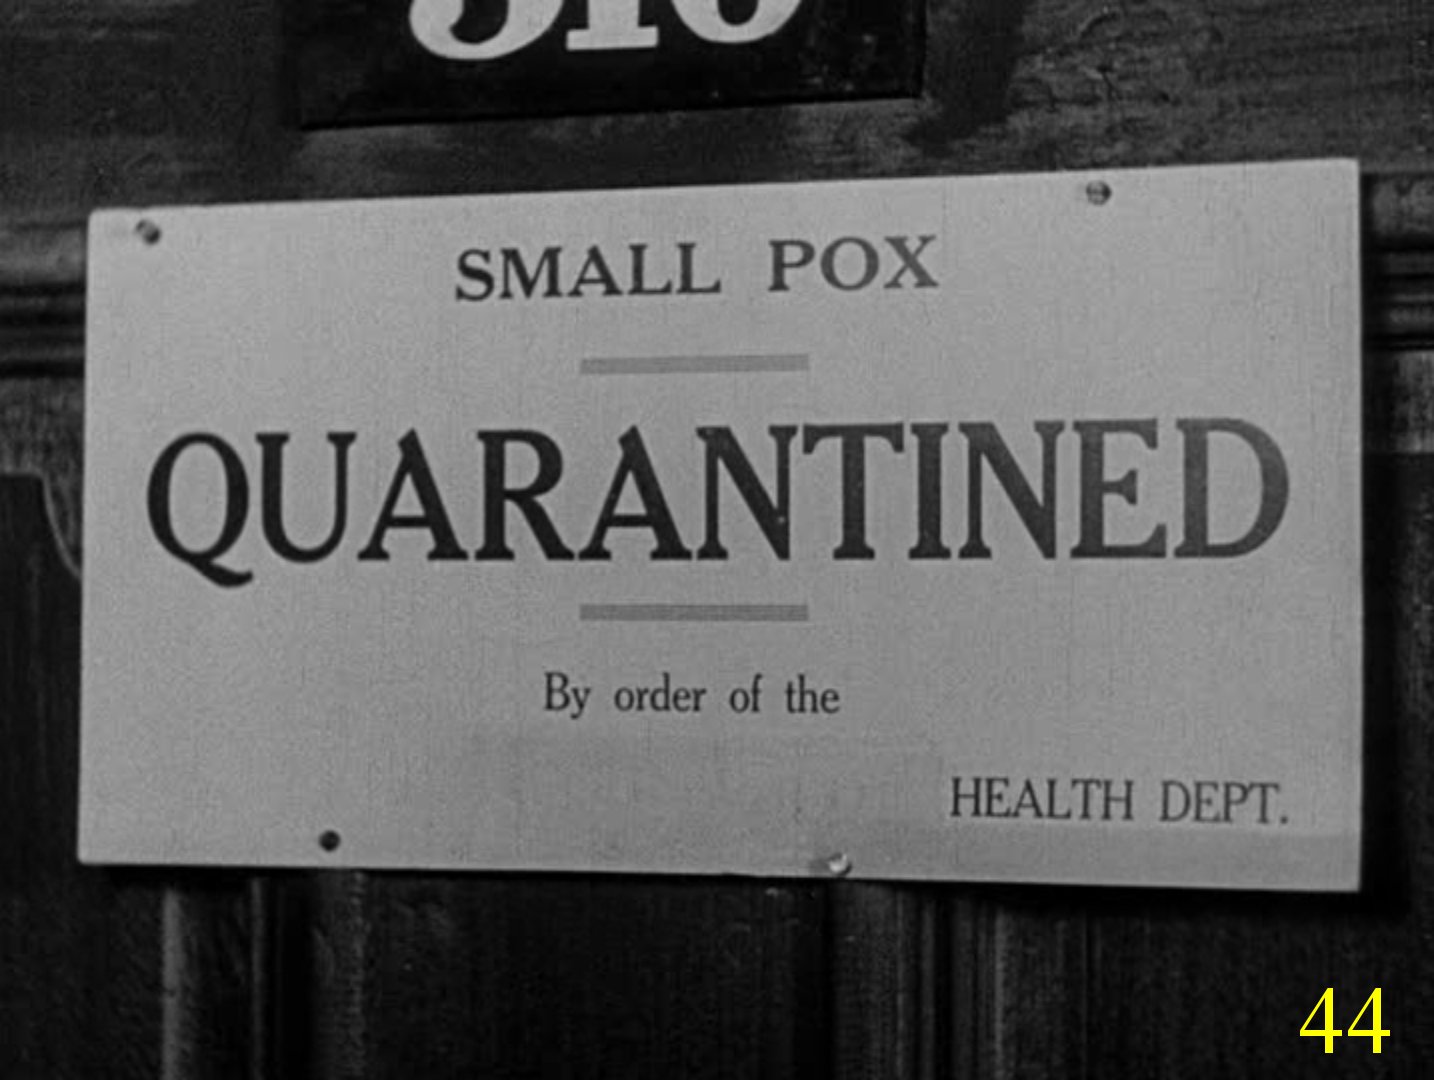 SMALL POX
QUARANTINED
By order of the
HEALTH DEPT.
44